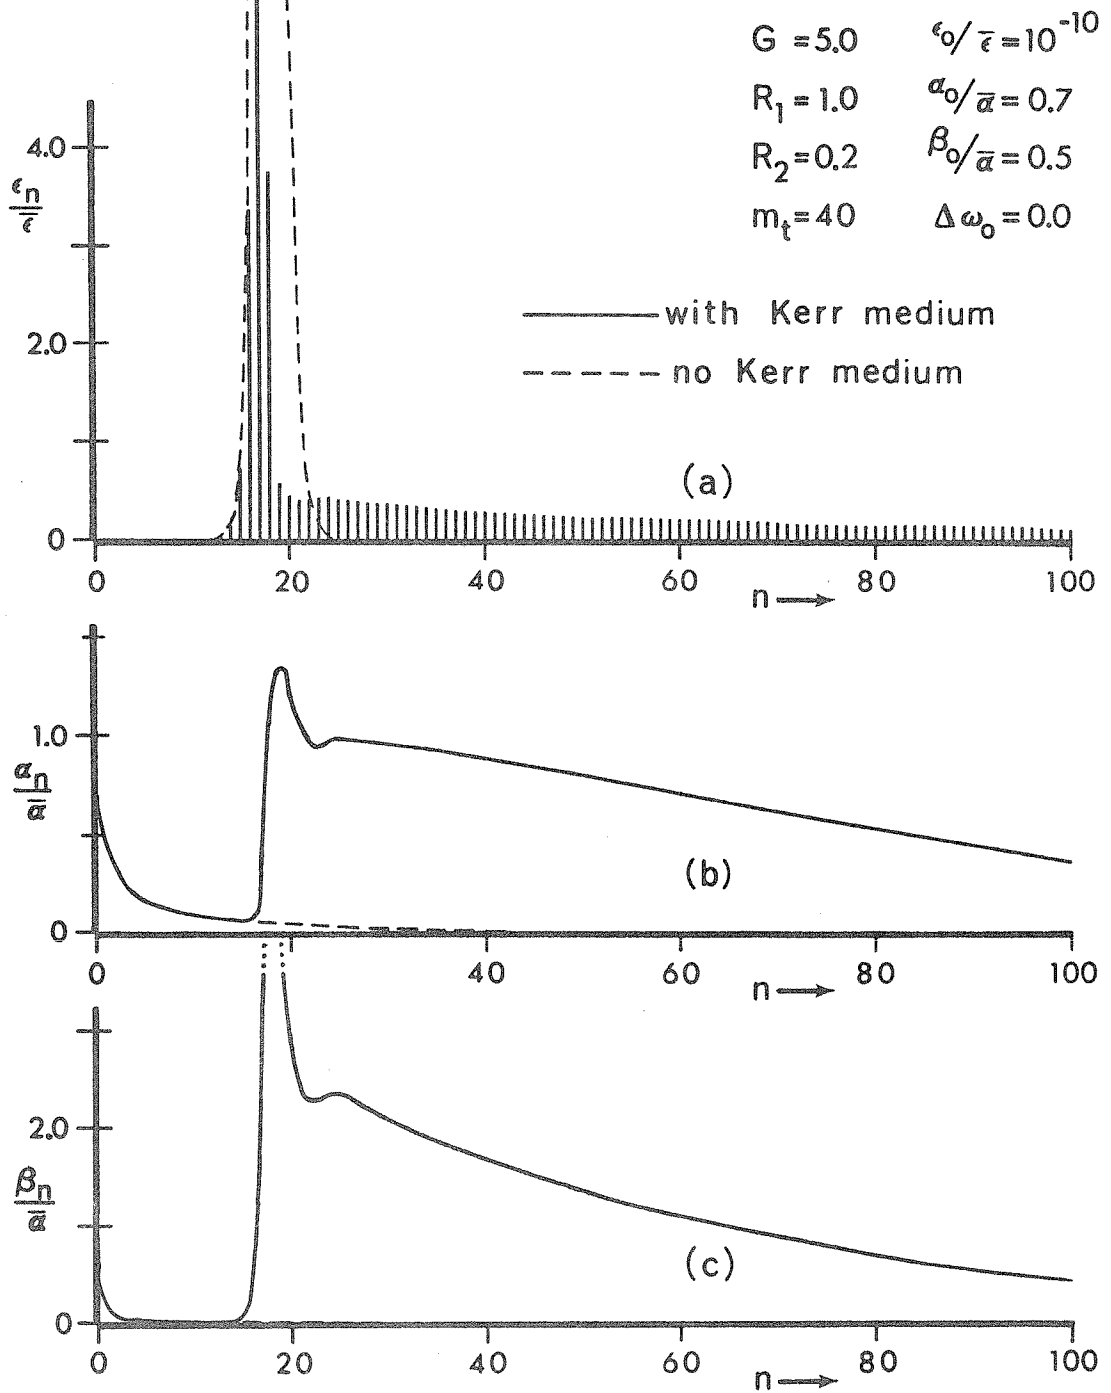 G = 5.0 ϵ₀/ϵ̅ = 10⁻¹⁰
R₁ = 1.0 α₀/α̅ = 0.7
R₂ = 0.2 β₀/α̅ = 0.5
mₜ = 40 Δω₀ = 0.0
4.0
ϵₙ/ϵ̅
2.0
0
with Kerr medium
no Kerr medium
(a)
0 20 40 60 80 100
n →
1.0
αₙ/α̅
0
(b)
0 40 60 80 100
n →
2.0
βₙ/α̅
0
(c)
0 20 40 60 80 100
n →